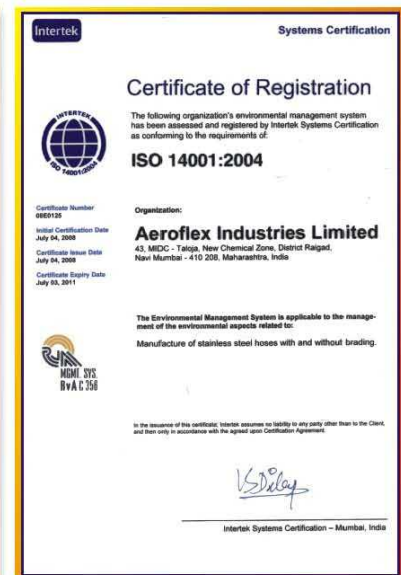 Intertek
Systems Certification
Certificate of Registration
The following organization's environmental management system
has been assessed and registered by Intertek Systems Certification
as conforming to the requirements of:
ISO 14001:2004
INTERTEK
ISO 14001:2004
Certificate Number
08E0126
Initial Certification Date
July 04, 2008
Certificate Issue Date
July 04, 2008
Certificate Expiry Date
July 03, 2011
Organization:
Aeroflex Industries Limited
43, MIDC - Taloja, New Chemical Zone, District Raigad,
Navi Mumbai - 410 208, Maharashtra, India
The Environmental Management System is applicable to the manage-
ment of the environmental aspects related to:
Manufacture of stainless steel hoses with and without brading.
MGMT. SYS.
RvA C 356
In the issuance of this certificate, Intertek assumes no liability to any party other than to the Client,
and then only in accordance with the agreed upon Certification Agreement.
Intertek Systems Certification – Mumbai, India